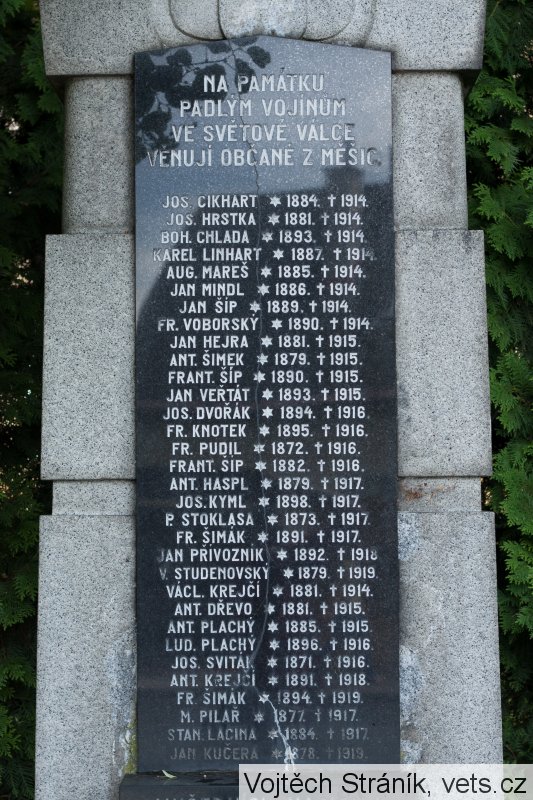 NA PAMÁTKU
PADLÝM VOJÍNŮM
VE SVĚTOVÉ VÁLCE
VĚNUJÍ OBČANÉ Z MĚŠIC.
JOS. CIKHART ✶ 1884. † 1914.
JOS. HRSTKA ✶ 1881. † 1914.
BOH. CHLADA ✶ 1893. † 1914.
KAREL LINHART ✶ 1887. † 1914.
AUG. MAREŠ ✶ 1885. † 1914.
JAN MINDL ✶ 1886. † 1914.
JAN ŠÍP ✶ 1889. † 1914.
FR. VOBORSKÝ ✶ 1890. † 1914.
JAN HEJRA ✶ 1881. † 1915.
ANT. ŠIMEK ✶ 1879. † 1915.
FRANT. ŠÍP ✶ 1890. † 1915.
JAN VEŘTÁT ✶ 1893. † 1915.
JOS. DVOŘÁK ✶ 1894. † 1916.
FR. KNOTEK ✶ 1895. † 1916.
FR. PUDIL ✶ 1872. † 1916.
FRANT. ŠÍP ✶ 1882. † 1916.
ANT. HASPL ✶ 1879. † 1917.
JOS. KYML ✶ 1898. † 1917.
P. STOKLASA ✶ 1873. † 1917.
FR. ŠIMÁK ✶ 1891. † 1917.
JAN PŘÍVOZNIK ✶ 1892. † 1918
V. STUDENOVSKÝ ✶ 1879. † 1919.
VÁCL. KREJČÍ ✶ 1881. † 1914.
ANT. DŘEVO ✶ 1881. † 1915.
ANT. PLACHÝ ✶ 1885. † 1915.
LUD. PLACHÝ ✶ 1896. † 1916.
JOS. SVITÁK ✶ 1871. † 1916.
ANT. KREJČÍ ✶ 1891. † 1918.
FR. ŠIMÁK ✶ 1894. † 1919.
M. PILAŘ ✶ 1877. † 1917.
STAN. LACINA ✶ 1884. † 1917.
JAN KUČERA ✶ 1878. † 1919.
Vojtěch Stráník, vets.cz